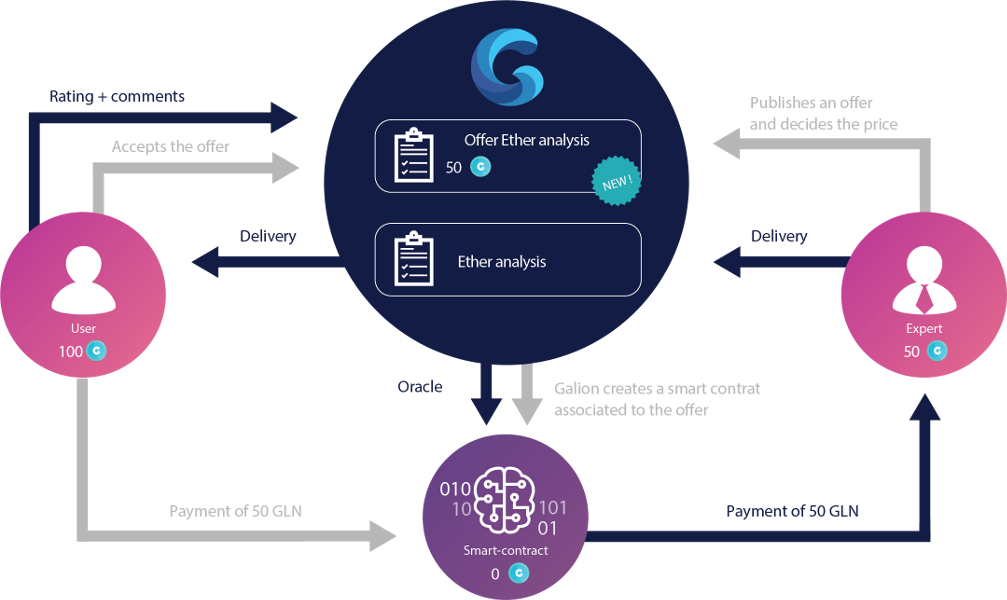 Rating + comments
Accepts the offer
Publishes an offer
and decides the price
Offer Ether analysis
50
NEW !
Ether analysis
Delivery
Delivery
User
100
Expert
50
Oracle
Galion creates a smart contrat
associated to the offer
Payment of 50 GLN
Payment of 50 GLN
010
10
101
01
Smart-contract
0